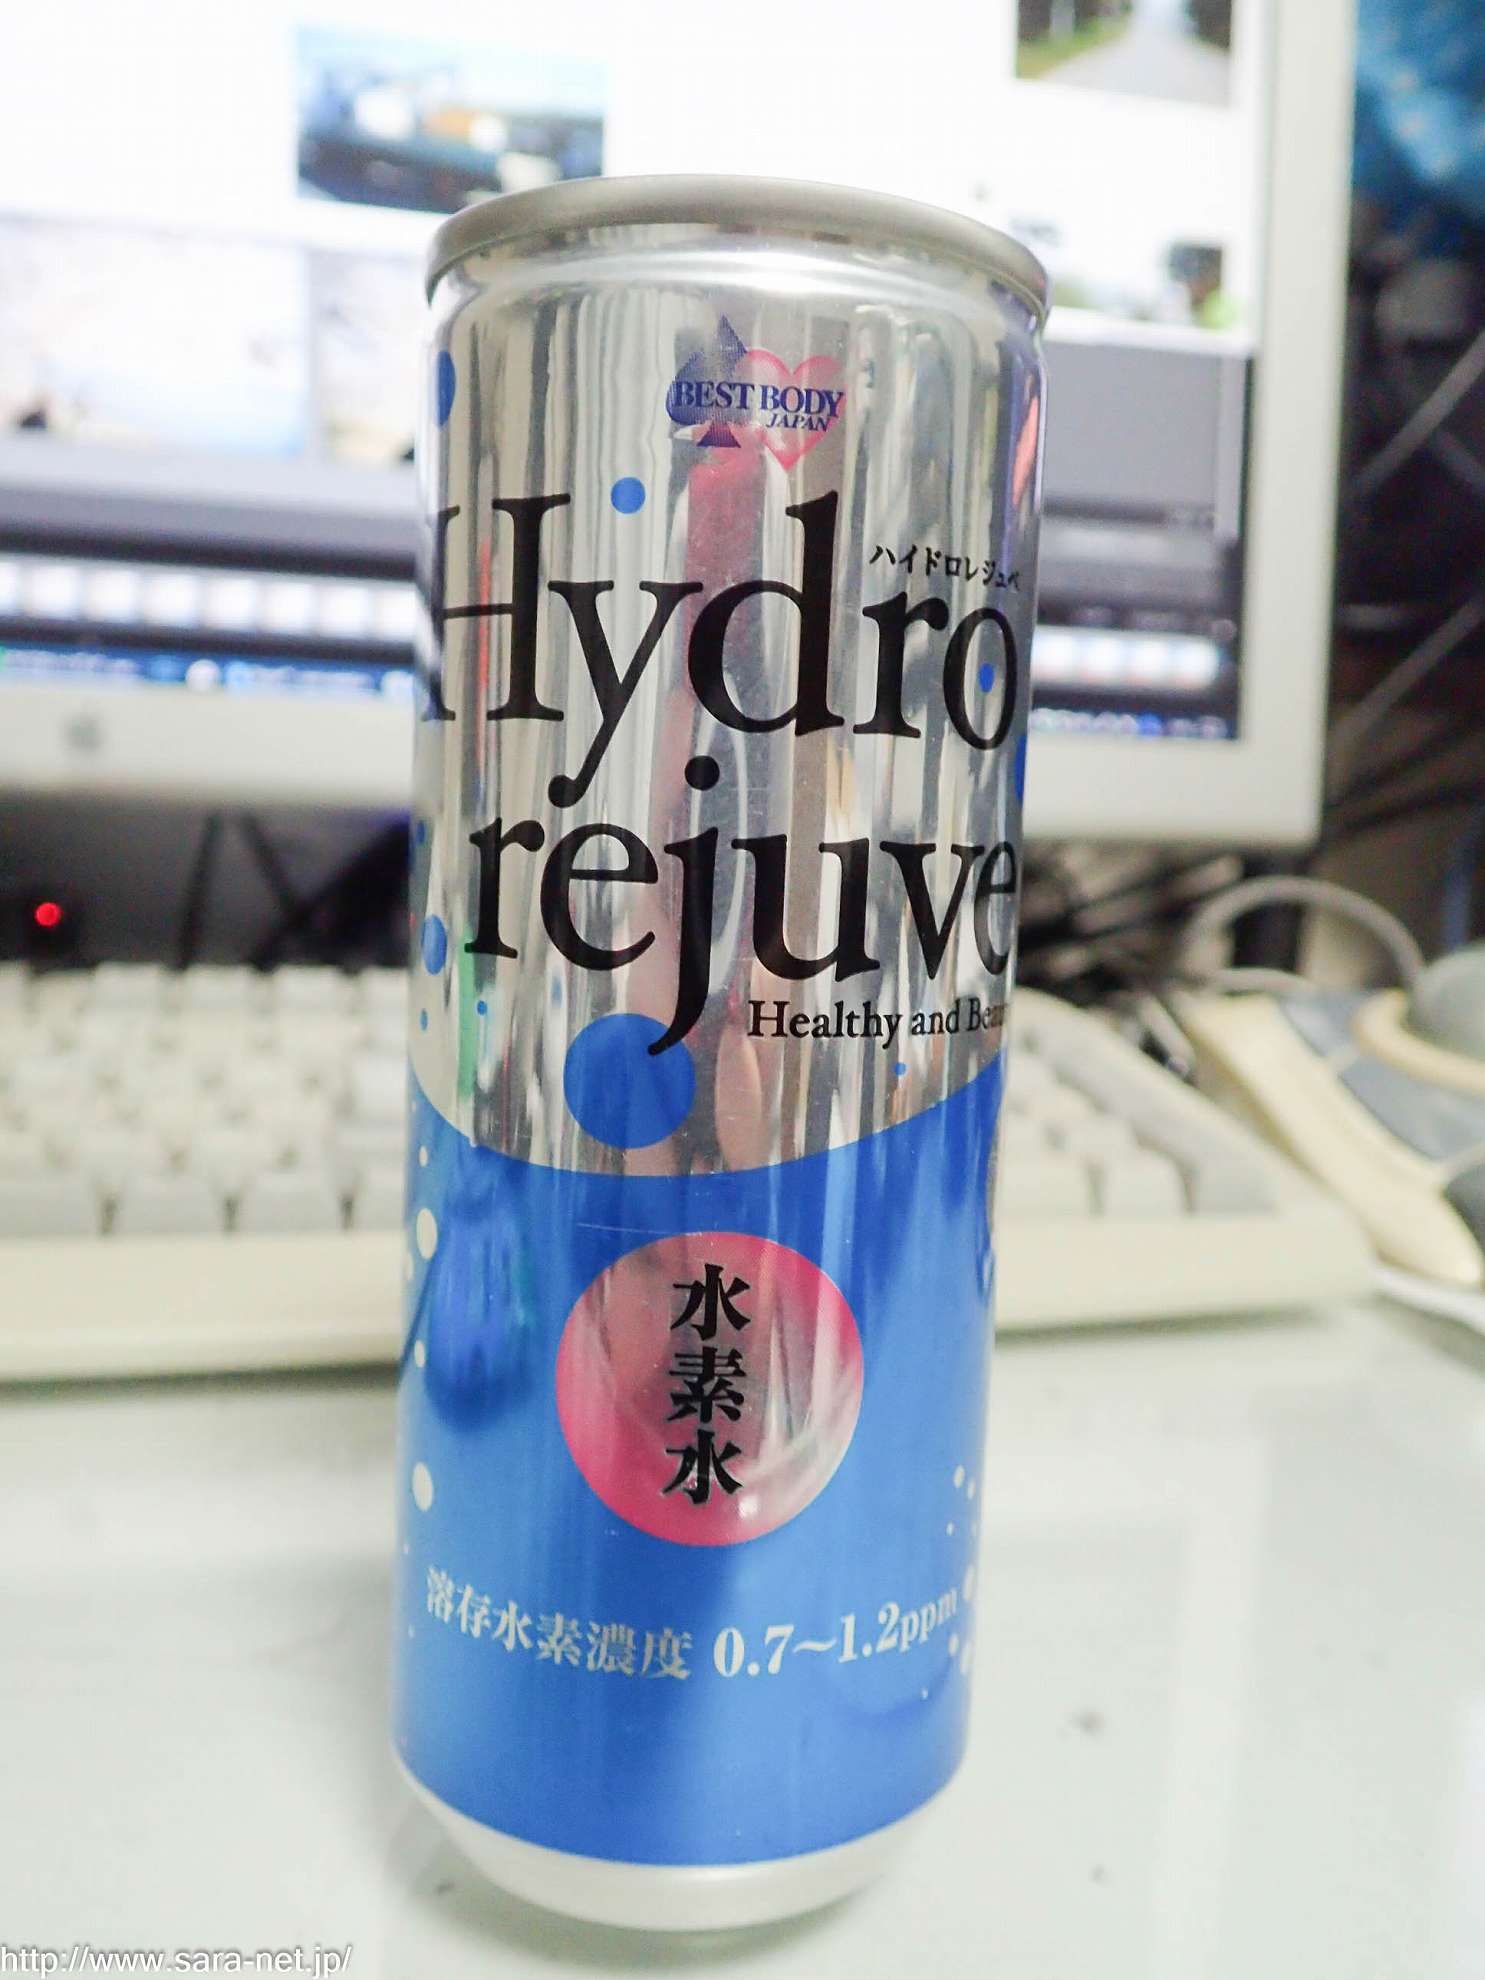 BEST BODY
JAPAN
Hydro
ハイドロレジュベ
rejuve
Healthy and
水素水
溶存水素濃度 0.7～1.2ppm
http://www.sara-net.jp/